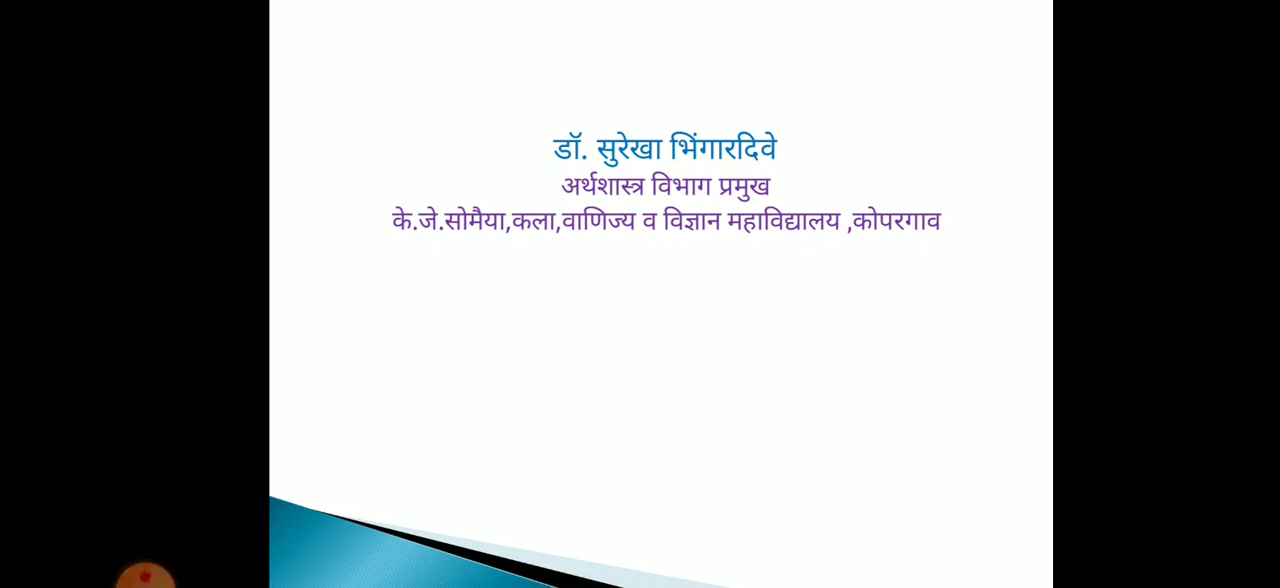 डॉ. सुरेखा भिंगारदिवे
अर्थशास्त्र विभाग प्रमुख
के.जे.सोमैया,कला,वाणिज्य व विज्ञान महाविद्यालय ,कोपरगाव